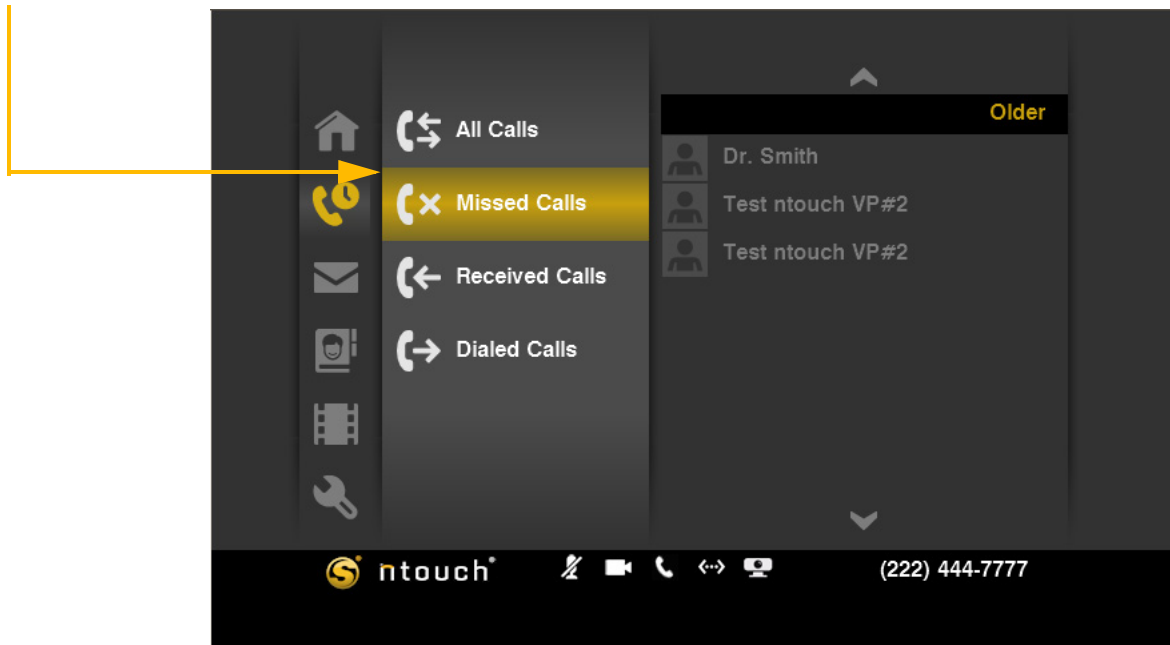 All Calls
Missed Calls
Received Calls
Dialed Calls
Older
Dr. Smith
Test ntouch VP#2
Test ntouch VP#2
S ntouch
(222) 444-7777